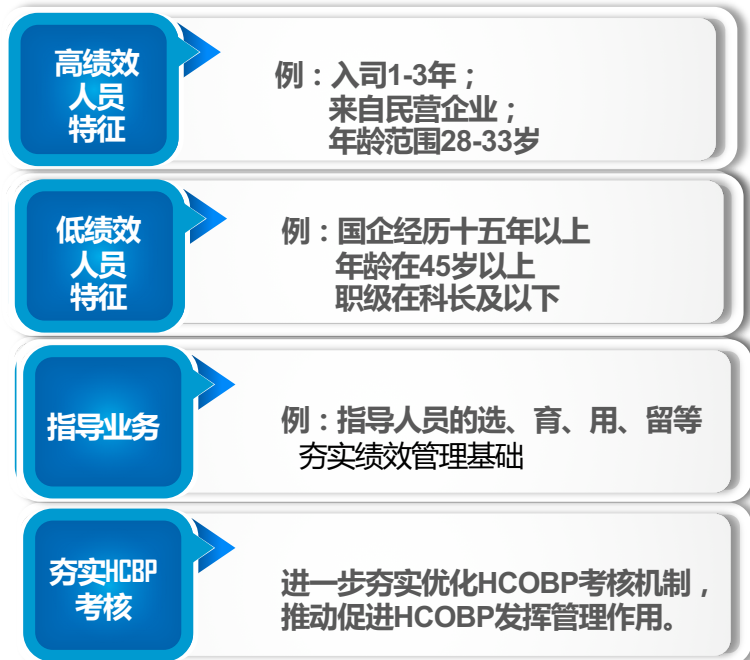 高绩效
人员
特征
例：入司1-3年；
来自民营企业；
年龄范围28-33岁
低绩效
人员
特征
例：国企经历十五年以上
年龄在45岁以上
职级在科长及以下
指导业务
例：指导人员的选、育、用、留等
夯实绩效管理基础
夯实HCBP
考核
进一步夯实优化HCOBP考核机制，
推动促进HCOBP发挥管理作用。